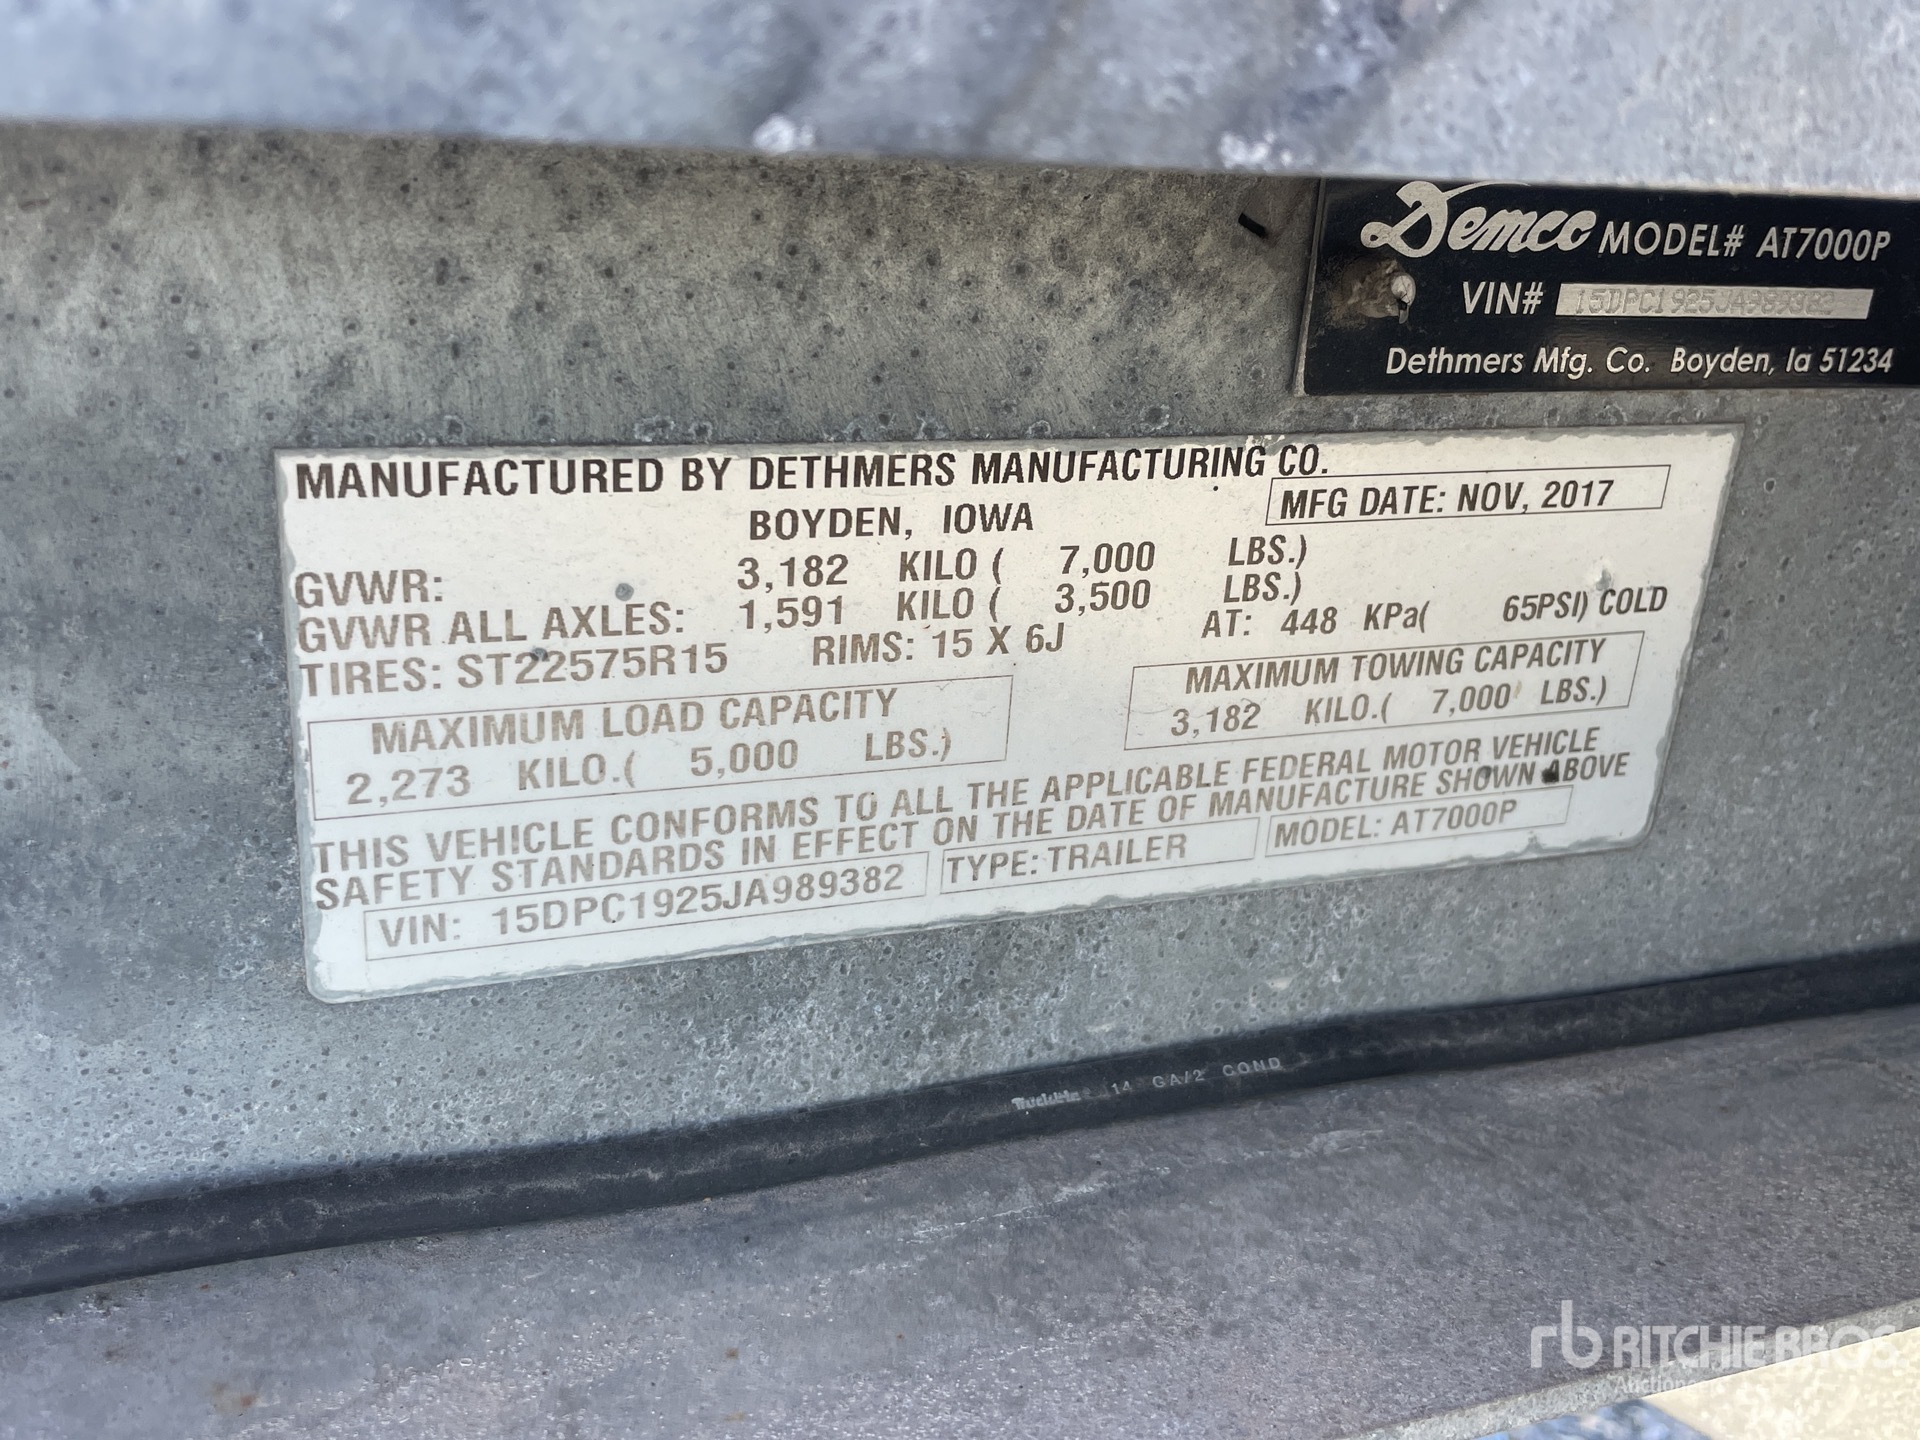 Demco MODEL# AT7000P
VIN# 15DPC1925JA989382
Dethmers Mfg. Co. Boyden, Ia 51234
MANUFACTURED BY DETHMERS MANUFACTURING CO.
BOYDEN, IOWA
MFG DATE: NOV, 2017
GVWR: 3,182 KILO ( 7,000 LBS.)
GVWR ALL AXLES: 1,591 KILO ( 3,500 LBS.)
TIRES: ST22575R15 RIMS: 15 X 6J AT: 448 KPa( 65PSI) COLD
MAXIMUM LOAD CAPACITY
2,273 KILO.( 5,000 LBS.)
MAXIMUM TOWING CAPACITY
3,182 KILO.( 7,000 LBS.)
THIS VEHICLE CONFORMS TO ALL THE APPLICABLE FEDERAL MOTOR VEHICLE
SAFETY STANDARDS IN EFFECT ON THE DATE OF MANUFACTURE SHOWN ABOVE
VIN: 15DPC1925JA989382 TYPE: TRAILER MODEL: AT7000P
14 GA/2 COND
rb RITCHIE BROS.